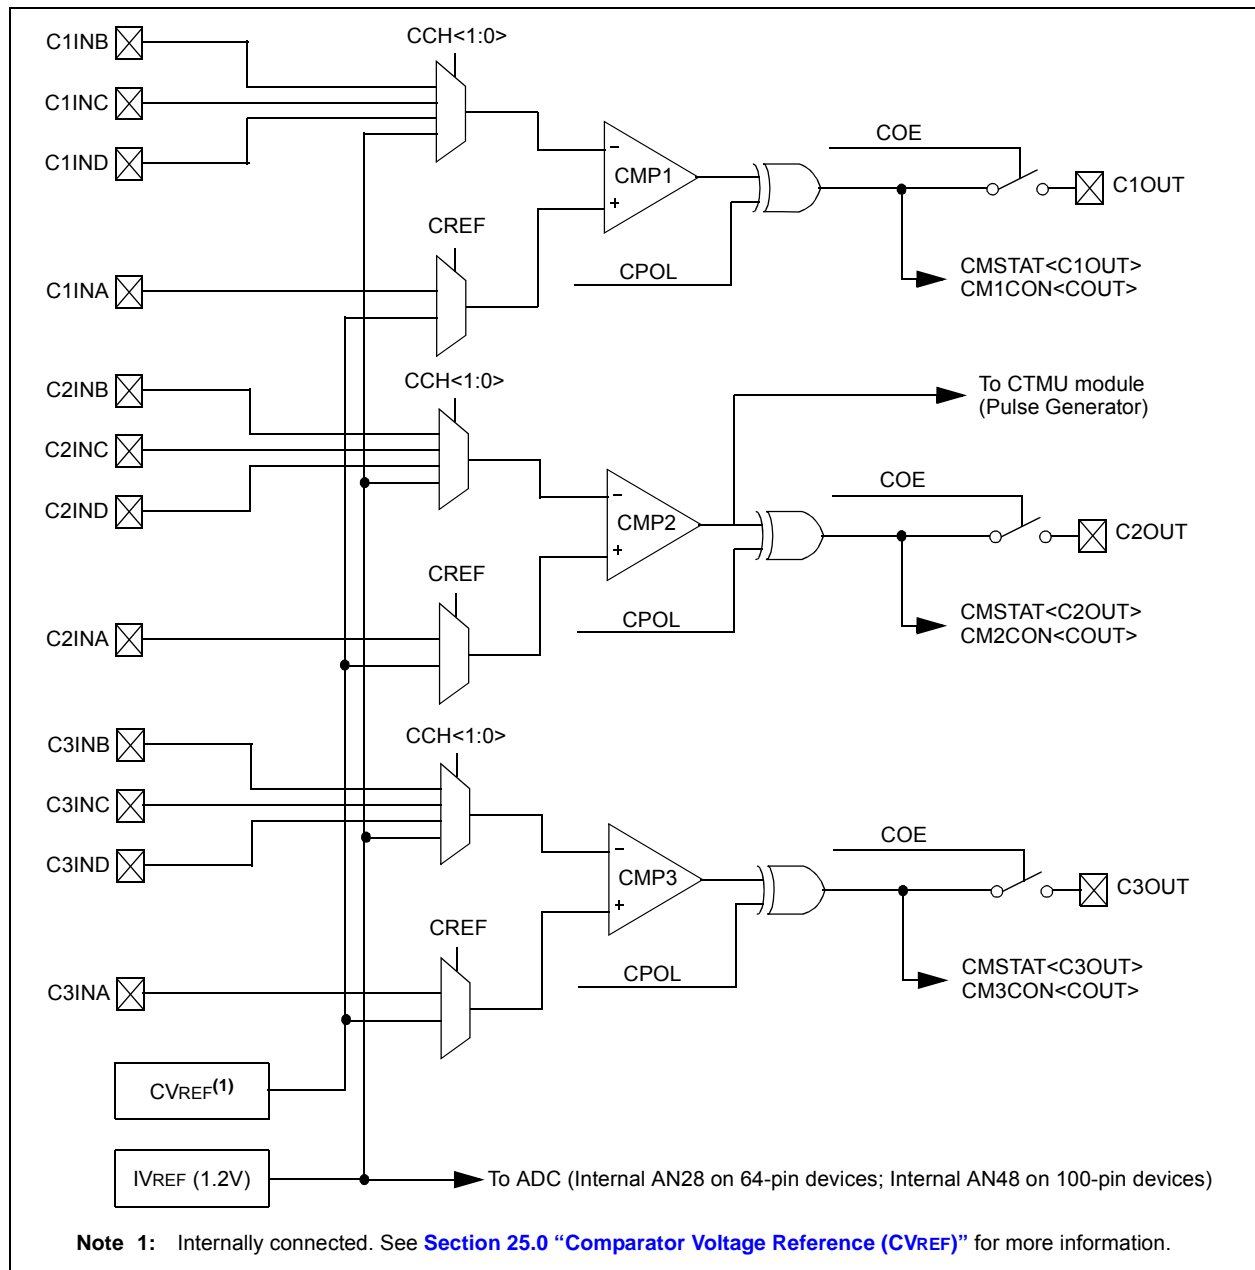 C1INB
CCH<1:0>
C1INC
C1IND
−
CMP1
+
COE
C1OUT
CREF
CPOL
CMSTAT<C1OUT>
CM1CON<COUT>
C1INA
C2INB
CCH<1:0>
To CTMU module
(Pulse Generator)
C2INC
C2IND
−
CMP2
+
COE
C2OUT
CREF
CPOL
CMSTAT<C2OUT>
CM2CON<COUT>
C2INA
C3INB
CCH<1:0>
C3INC
C3IND
−
CMP3
+
COE
C3OUT
CREF
CPOL
CMSTAT<C3OUT>
CM3CON<COUT>
C3INA
CVREF(1)
IVREF (1.2V)
To ADC (Internal AN28 on 64-pin devices; Internal AN48 on 100-pin devices)
Note 1: Internally connected. See Section 25.0 “Comparator Voltage Reference (CVREF)” for more information.